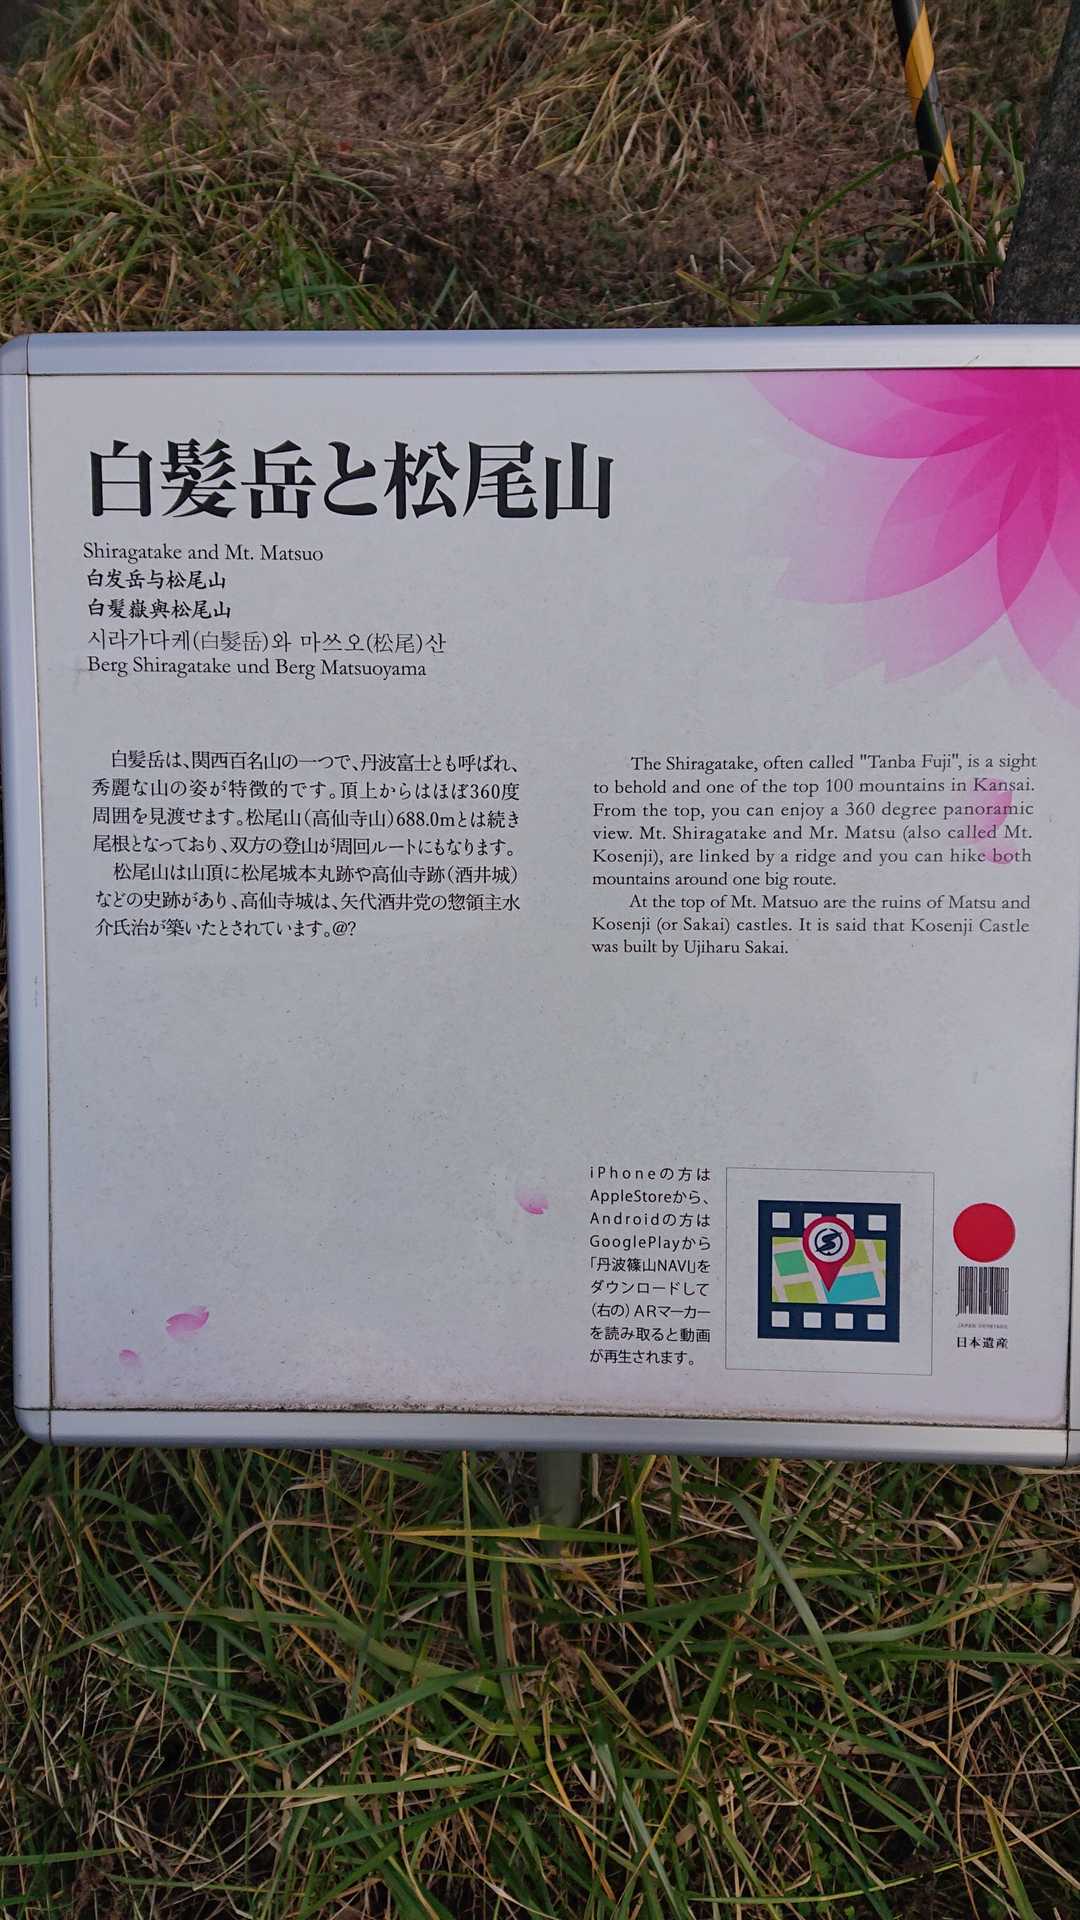 白髪岳と松尾山
Shiragatake and Mt. Matsuo
白发岳与松尾山
白髮嶽與松尾山
시라가다케(白髮岳)와 마쓰오(松尾)산
Berg Shiragatake und Berg Matsuoyama
白髪岳は、関西百名山の一つで、丹波富士とも呼ばれ、
秀麗な山の姿が特徴的です。頂上からはほぼ360度
周囲を見渡せます。松尾山(高仙寺山)688.0mとは続き
尾根となっており、双方の登山が周回ルートにもなります。
松尾山は山頂に松尾城本丸跡や高仙寺跡(酒井城)
などの史跡があり、高仙寺城は、矢代酒井党の惣領主水
介氏治が築いたとされています。@?
The Shiragatake, often called "Tanba Fuji", is a sight
to behold and one of the top 100 mountains in Kansai.
From the top, you can enjoy a 360 degree panoramic
view. Mt. Shiragatake and Mr. Matsu (also called Mt.
Kosenji), are linked by a ridge and you can hike both
mountains around one big route.
At the top of Mt. Matsuo are the ruins of Matsu and
Kosenji (or Sakai) castles. It is said that Kosenji Castle
was built by Ujiharu Sakai.
iPhoneの方は
AppleStoreから、
Androidの方は
GooglePlayから
「丹波篠山NAVI」を
ダウンロードして
(右の)ARマーカー
を読み取ると動画
が再生されます。
JAPAN HERITAGE
日本遺産